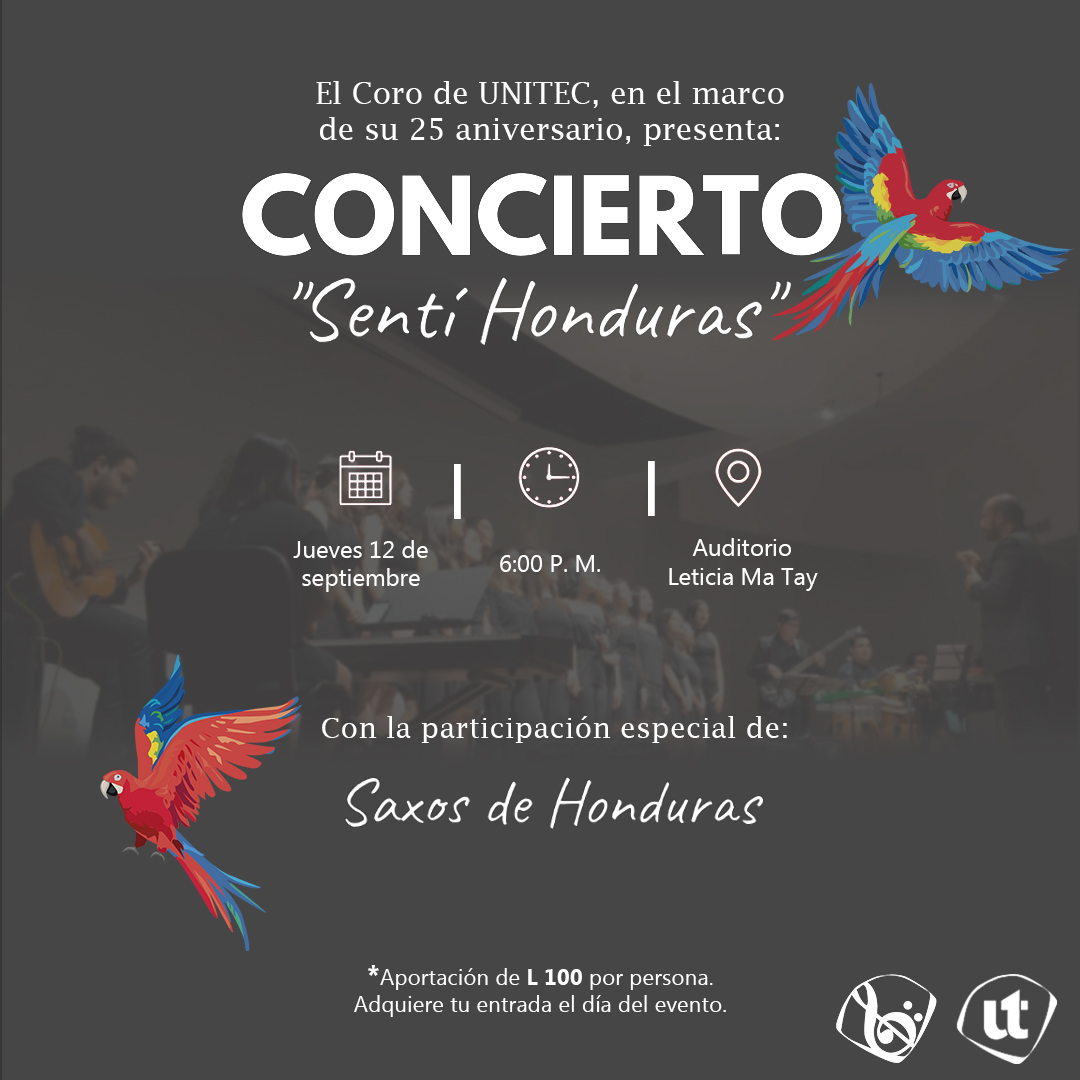 El Coro de UNITEC, en el marco
de su 25 aniversario, presenta:
CONCIERTO
"Sentí Honduras"
Jueves 12 de
septiembre
6:00 P. M.
Auditorio
Leticia Ma Tay
Con la participación especial de:
Saxos de Honduras
*Aportación de L 100 por persona.
Adquiere tu entrada el día del evento.
ut